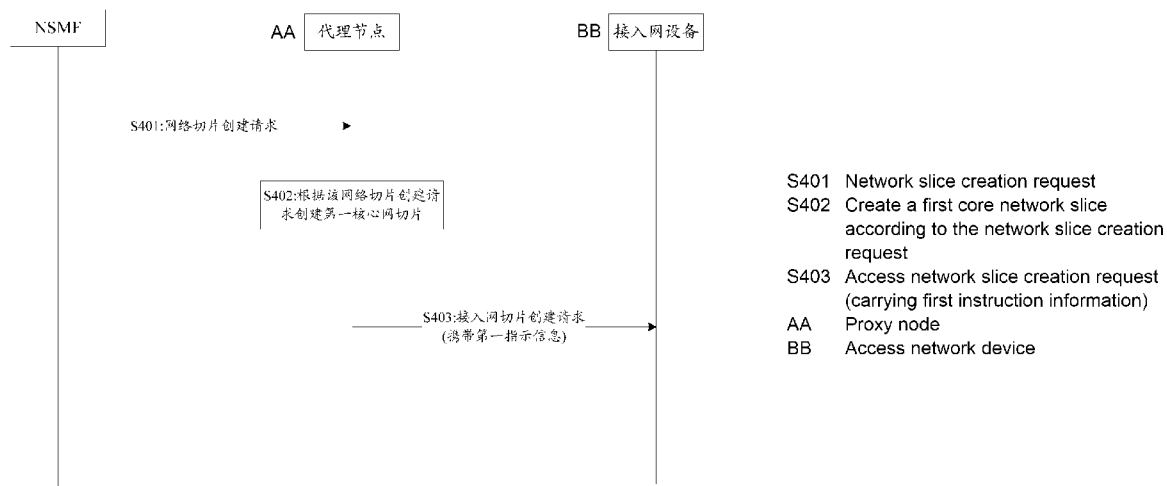 NSMF
AA 代理节点
BB 接入网设备
S401:网络切片创建请求
S402:根据该网络切片创建请
求创建第一核心网切片
S403:接入网切片创建请求
(携带第一指示信息)
S401 Network slice creation request
S402 Create a first core network slice
according to the network slice creation
request
S403 Access network slice creation request
(carrying first instruction information)
AA Proxy node
BB Access network device